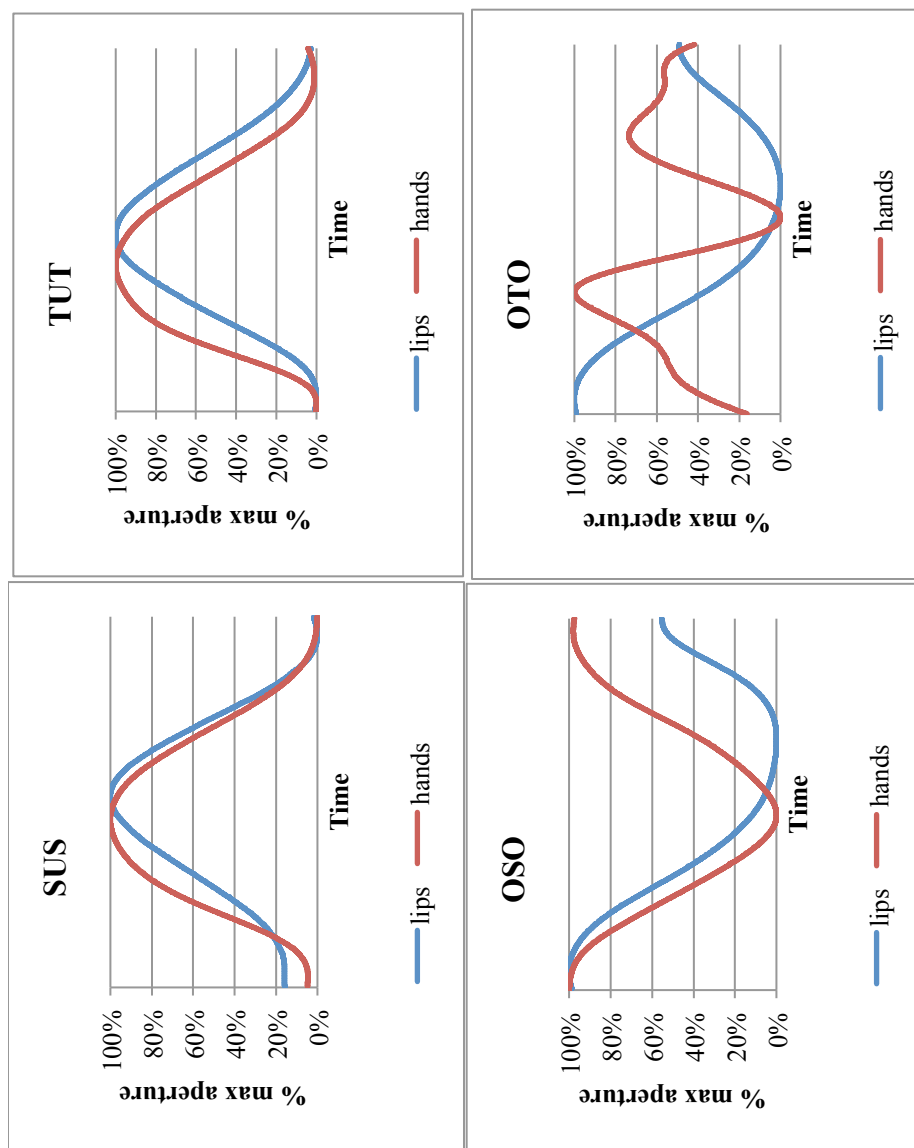 SUS
% max aperture
100%
80%
60%
40%
20%
0%
Time
lips hands
TUT
% max aperture
100%
80%
60%
40%
20%
0%
Time
lips hands
OSO
% max aperture
100%
80%
60%
40%
20%
0%
Time
lips hands
OTO
% max aperture
100%
80%
60%
40%
20%
0%
Time
lips hands